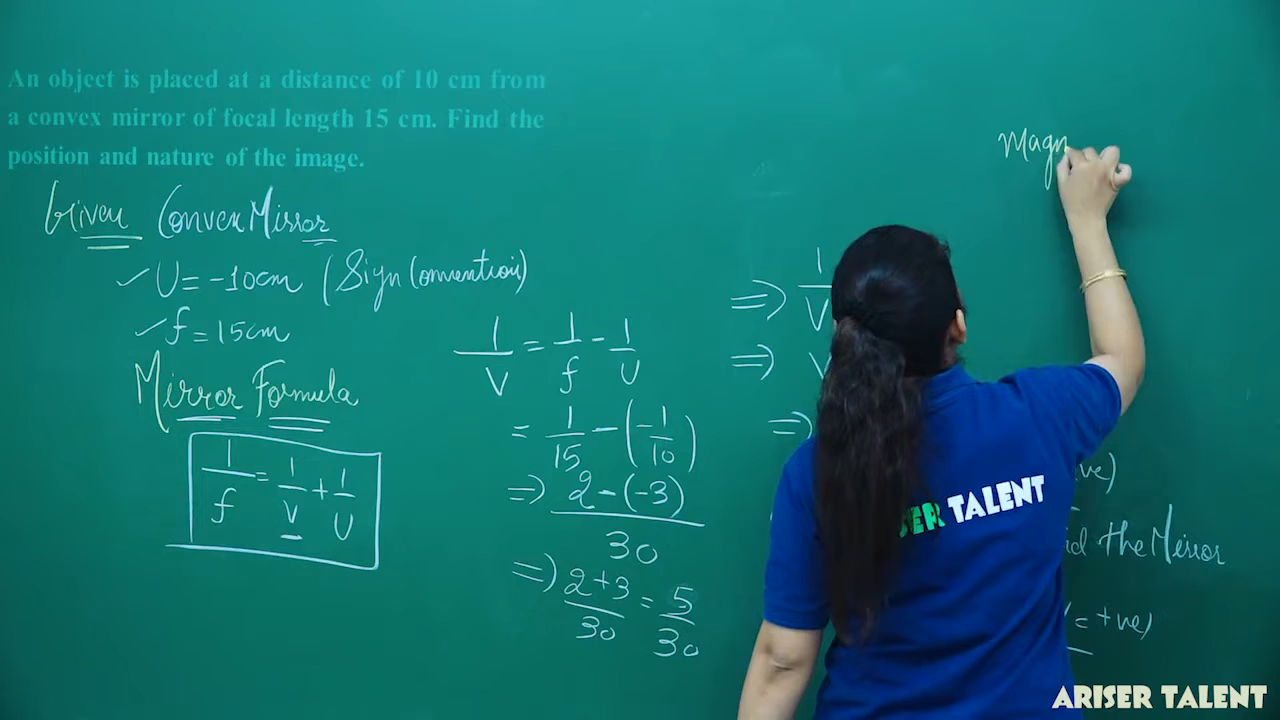 An object is placed at a distance of 10 cm from
a convex mirror of focal length 15 cm. Find the
position and nature of the image.
Given Convex Mirror
✓ U = -10cm (Sign Convention)
✓ f = 15cm
Mirror Formula
1/f = 1/v + 1/U
1/V = 1/f - 1/U
= 1/15 - (-1/10)
=> 2-(-3)/30
=> 2+3/30 = 5/30
=> 1/V
=> V
=>
Magn
ve)
the Mirror
= +ve)
TALENT
ARISER TALENT